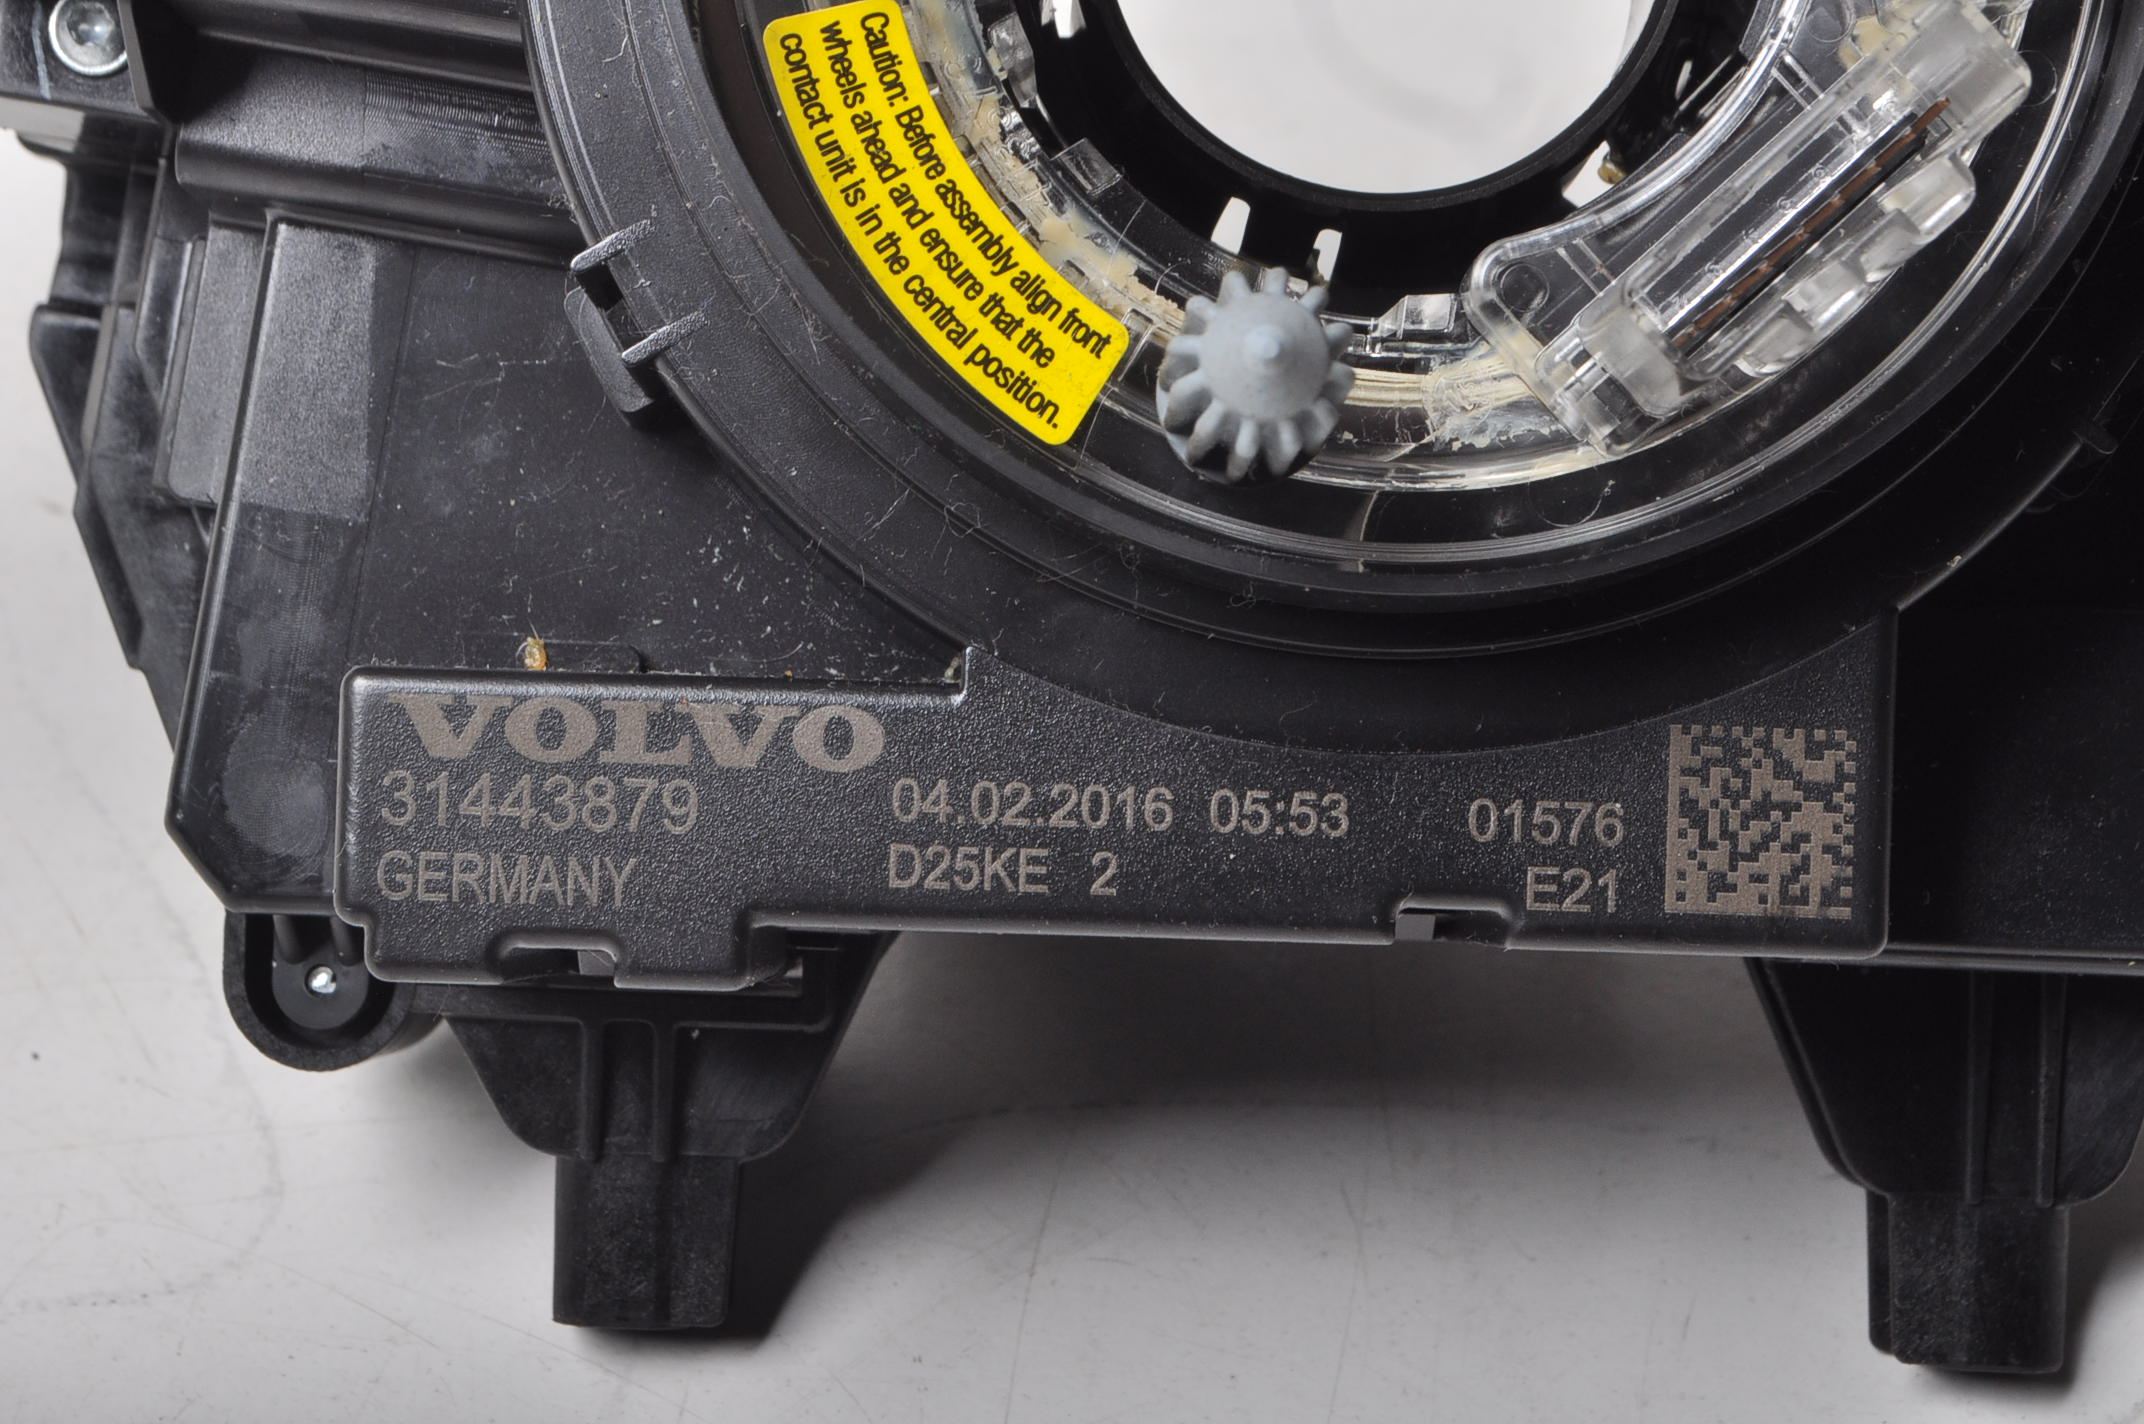 Caution: Before assembly align front
wheels ahead and ensure that the
contact unit is in the central position.
VOLVO
31443879
GERMANY
04.02.2016 05:53
D25KE 2
01576
E21